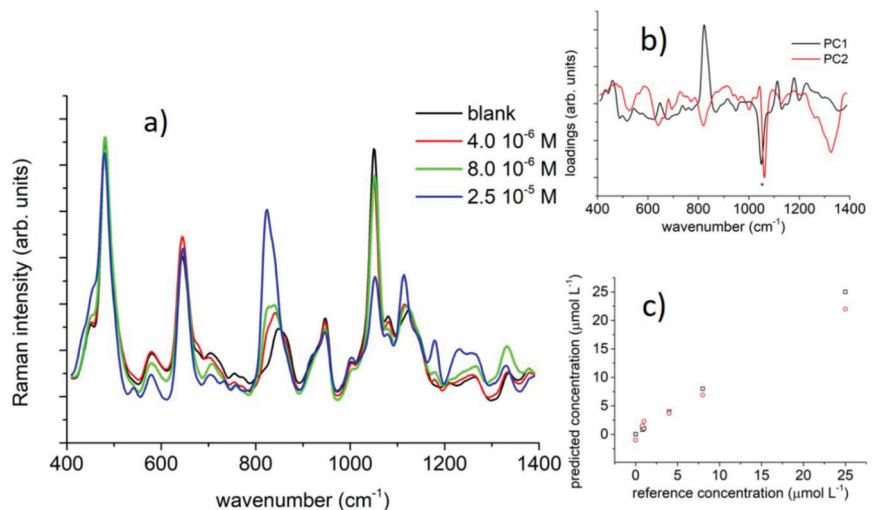 a)
blank
4.0 10⁻⁶ M
8.0 10⁻⁶ M
2.5 10⁻⁵ M
Raman intensity (arb. units)
400 600 800 1000 1200 1400
wavenumber (cm⁻¹)
b)
PC1
PC2
loadings (arb. units)
*
400 600 800 1000 1200 1400
wavenumber (cm⁻¹)
c)
predicted concentration (μmol L⁻¹)
25
20
15
10
5
0
0 5 10 15 20 25
reference concentration (μmol L⁻¹)